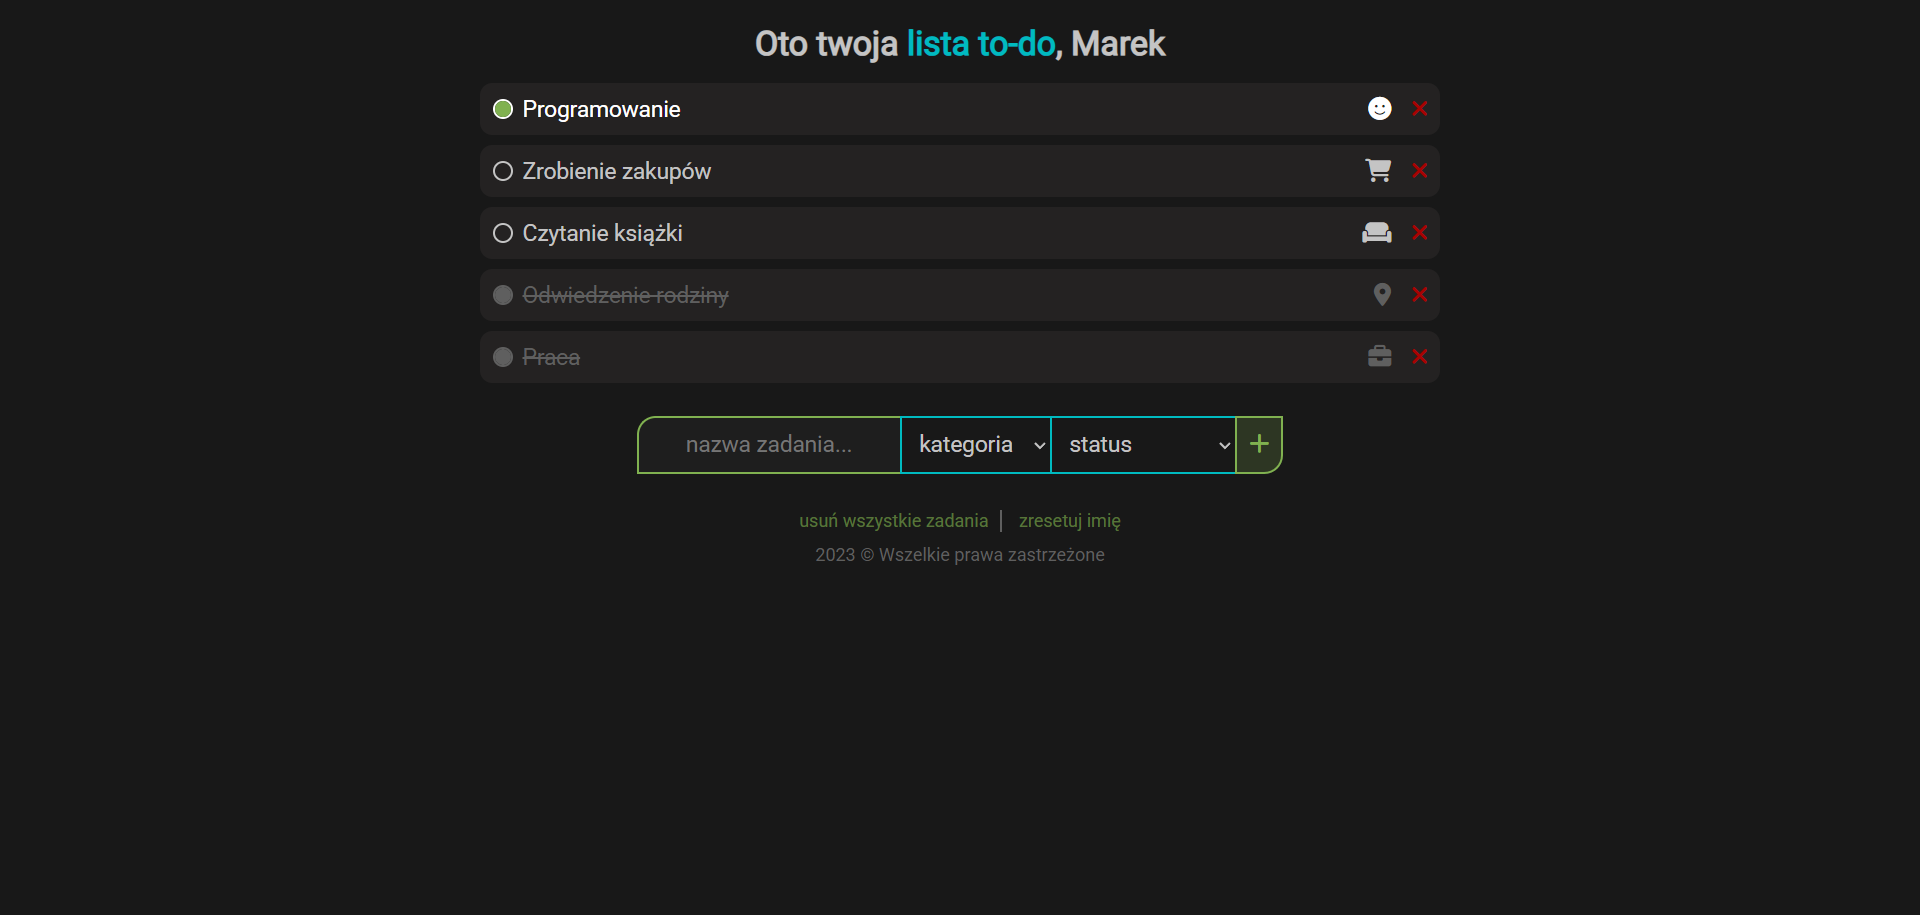 Oto twoja lista to-do, Marek
Programowanie
Zrobienie zakupów
Czytanie książki
Odwiedzenie rodziny
Praca
nazwa zadania... kategoria status +
usuń wszystkie zadania | zresetuj imię
2023 © Wszelkie prawa zastrzeżone